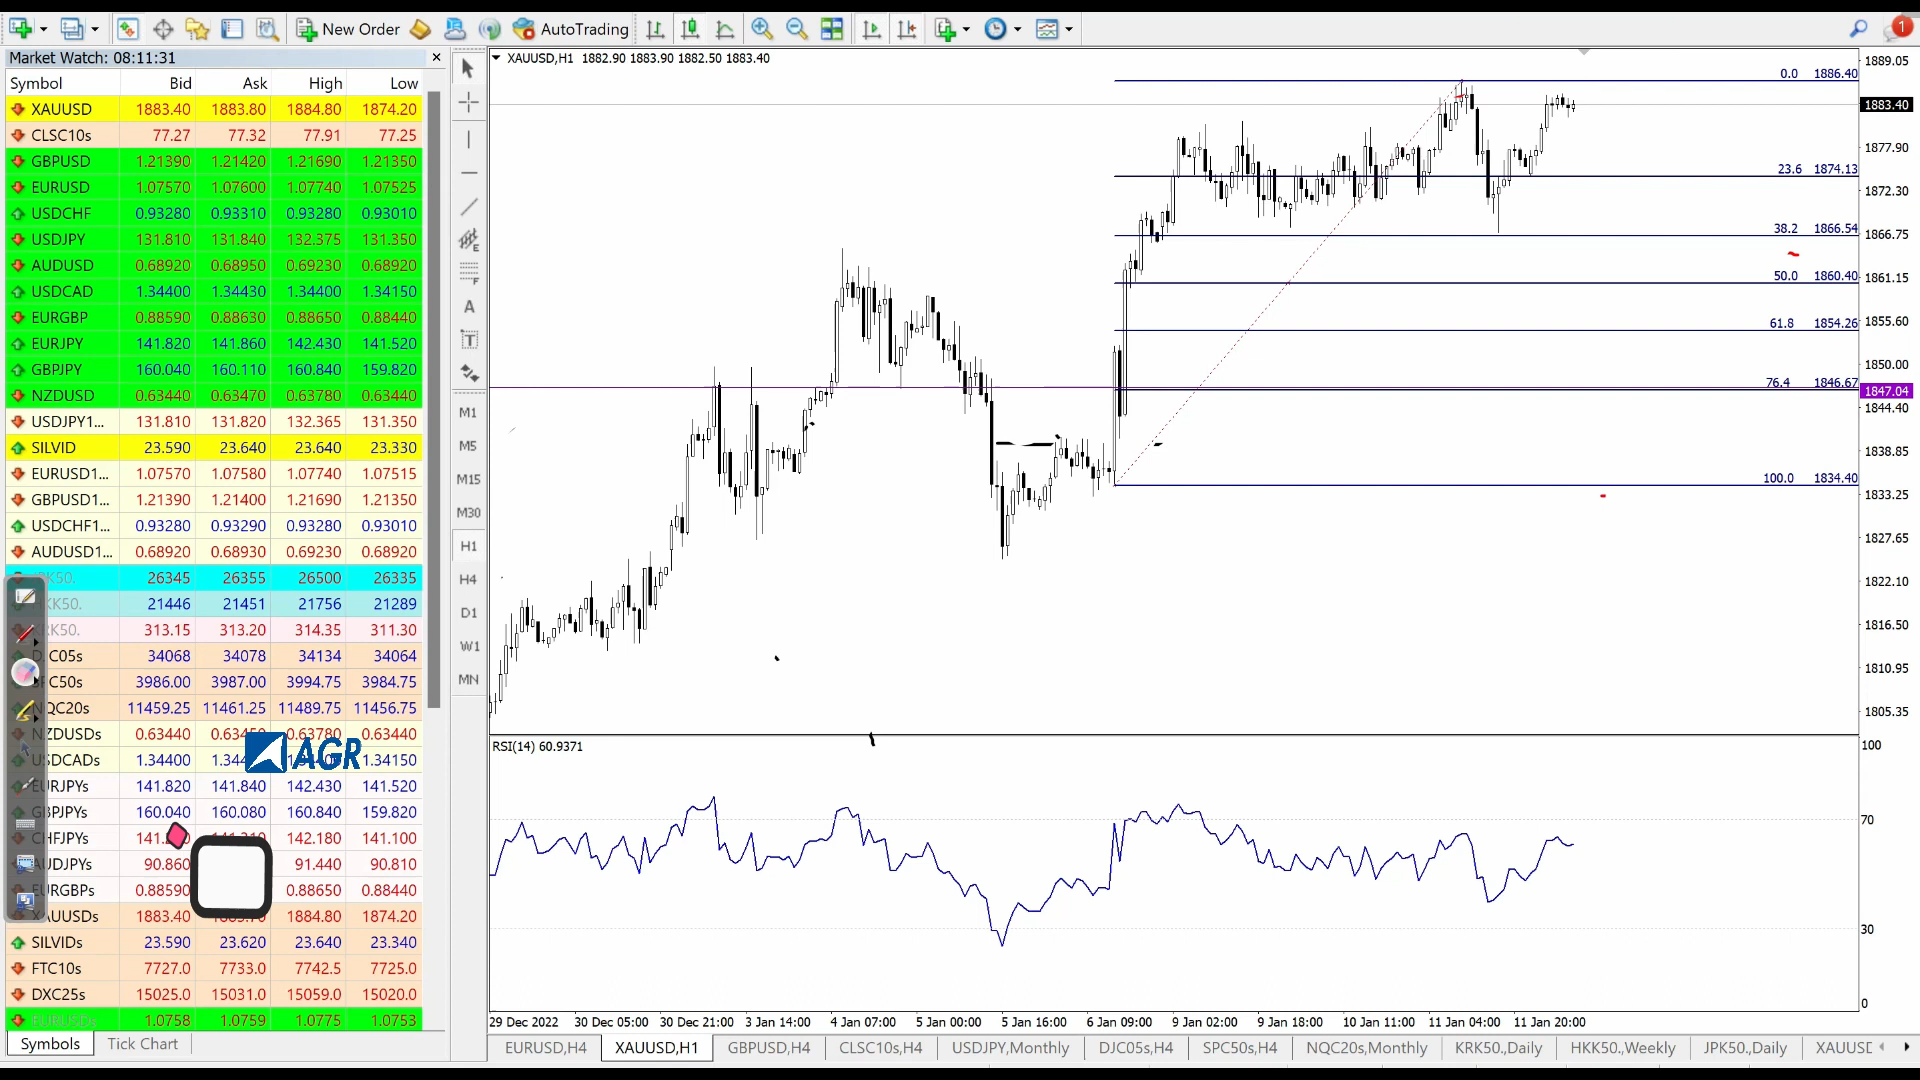 New Order AutoTrading 1
Market Watch: 08:11:31
Symbol Bid Ask High Low
XAUUSD 1883.40 1883.80 1884.80 1874.20
CLSC10s 77.27 77.32 77.91 77.25
GBPUSD 1.21390 1.21420 1.21690 1.21350
EURUSD 1.07570 1.07600 1.07740 1.07525
USDCHF 0.93280 0.93310 0.93280 0.93010
USDJPY 131.810 131.840 132.375 131.350
AUDUSD 0.68920 0.68950 0.69230 0.68920
USDCAD 1.34400 1.34430 1.34400 1.34150
EURGBP 0.88590 0.88630 0.88650 0.88440
EURJPY 141.820 141.860 142.430 141.520
GBPJPY 160.040 160.110 160.840 159.820
NZDUSD 0.63440 0.63470 0.63780 0.63440
USDJPY1... 131.810 131.820 132.365 131.350
SILVID 23.590 23.640 23.640 23.330
EURUSD1... 1.07570 1.07580 1.07740 1.07515
GBPUSD1... 1.21390 1.21400 1.21690 1.21350
USDCHF1... 0.93280 0.93290 0.93280 0.93010
AUDUSD1... 0.68920 0.68930 0.69230 0.68920
26345 26355 26500 26335
21446 21451 21756 21289
313.15 313.20 314.35 311.30
34068 34078 34134 34064
3986.00 3987.00 3994.75 3984.75
NQC20s 11459.25 11461.25 11489.75 11456.75
NZDUSDs 0.63440 0.63780 0.63440
USDCADs 1.34400 1.34150
EURJPYs 141.820 141.840 142.430 141.520
GBPJPYs 160.040 160.080 160.840 159.820
CHFJPYs 142.180 141.100
AUDJPYs 90.860 91.440 90.810
EURGBPs 0.88590 0.88650 0.88440
XAUUSDs 1883.40 1884.80 1874.20
SILVIDs 23.590 23.620 23.640 23.340
FTC10s 7727.0 7733.0 7742.5 7725.0
DXC25s 15025.0 15031.0 15059.0 15020.0
EURUSDs 1.0758 1.0759 1.0775 1.0753
Symbols Tick Chart
AGR
E
F
A
T
M1
M5
M15
M30
H1
H4
D1
W1
MN
XAUUSD,H1 1882.90 1883.90 1882.50 1883.40
0.0 1886.40
23.6 1874.13
38.2 1866.54
50.0 1860.40
61.8 1854.26
76.4 1846.67
100.0 1834.40
1889.05
1883.40
1877.90
1872.30
1866.75
1861.15
1855.60
1850.00
1847.04
1844.40
1838.85
1833.25
1827.65
1822.10
1816.50
1810.95
1805.35
RSI(14) 60.9371
100
70
30
0
29 Dec 2022 30 Dec 05:00 30 Dec 21:00 3 Jan 14:00 4 Jan 07:00 5 Jan 00:00 5 Jan 16:00 6 Jan 09:00 9 Jan 02:00 9 Jan 18:00 10 Jan 11:00 11 Jan 04:00 11 Jan 20:00
EURUSD,H4 XAUUSD,H1 GBPUSD,H4 CLSC10s,H4 USDJPY,Monthly DJC05s,H4 SPC50s,H4 NQC20s,Monthly KRK50.,Daily HKK50.,Weekly JPK50.,Daily XAUUSD